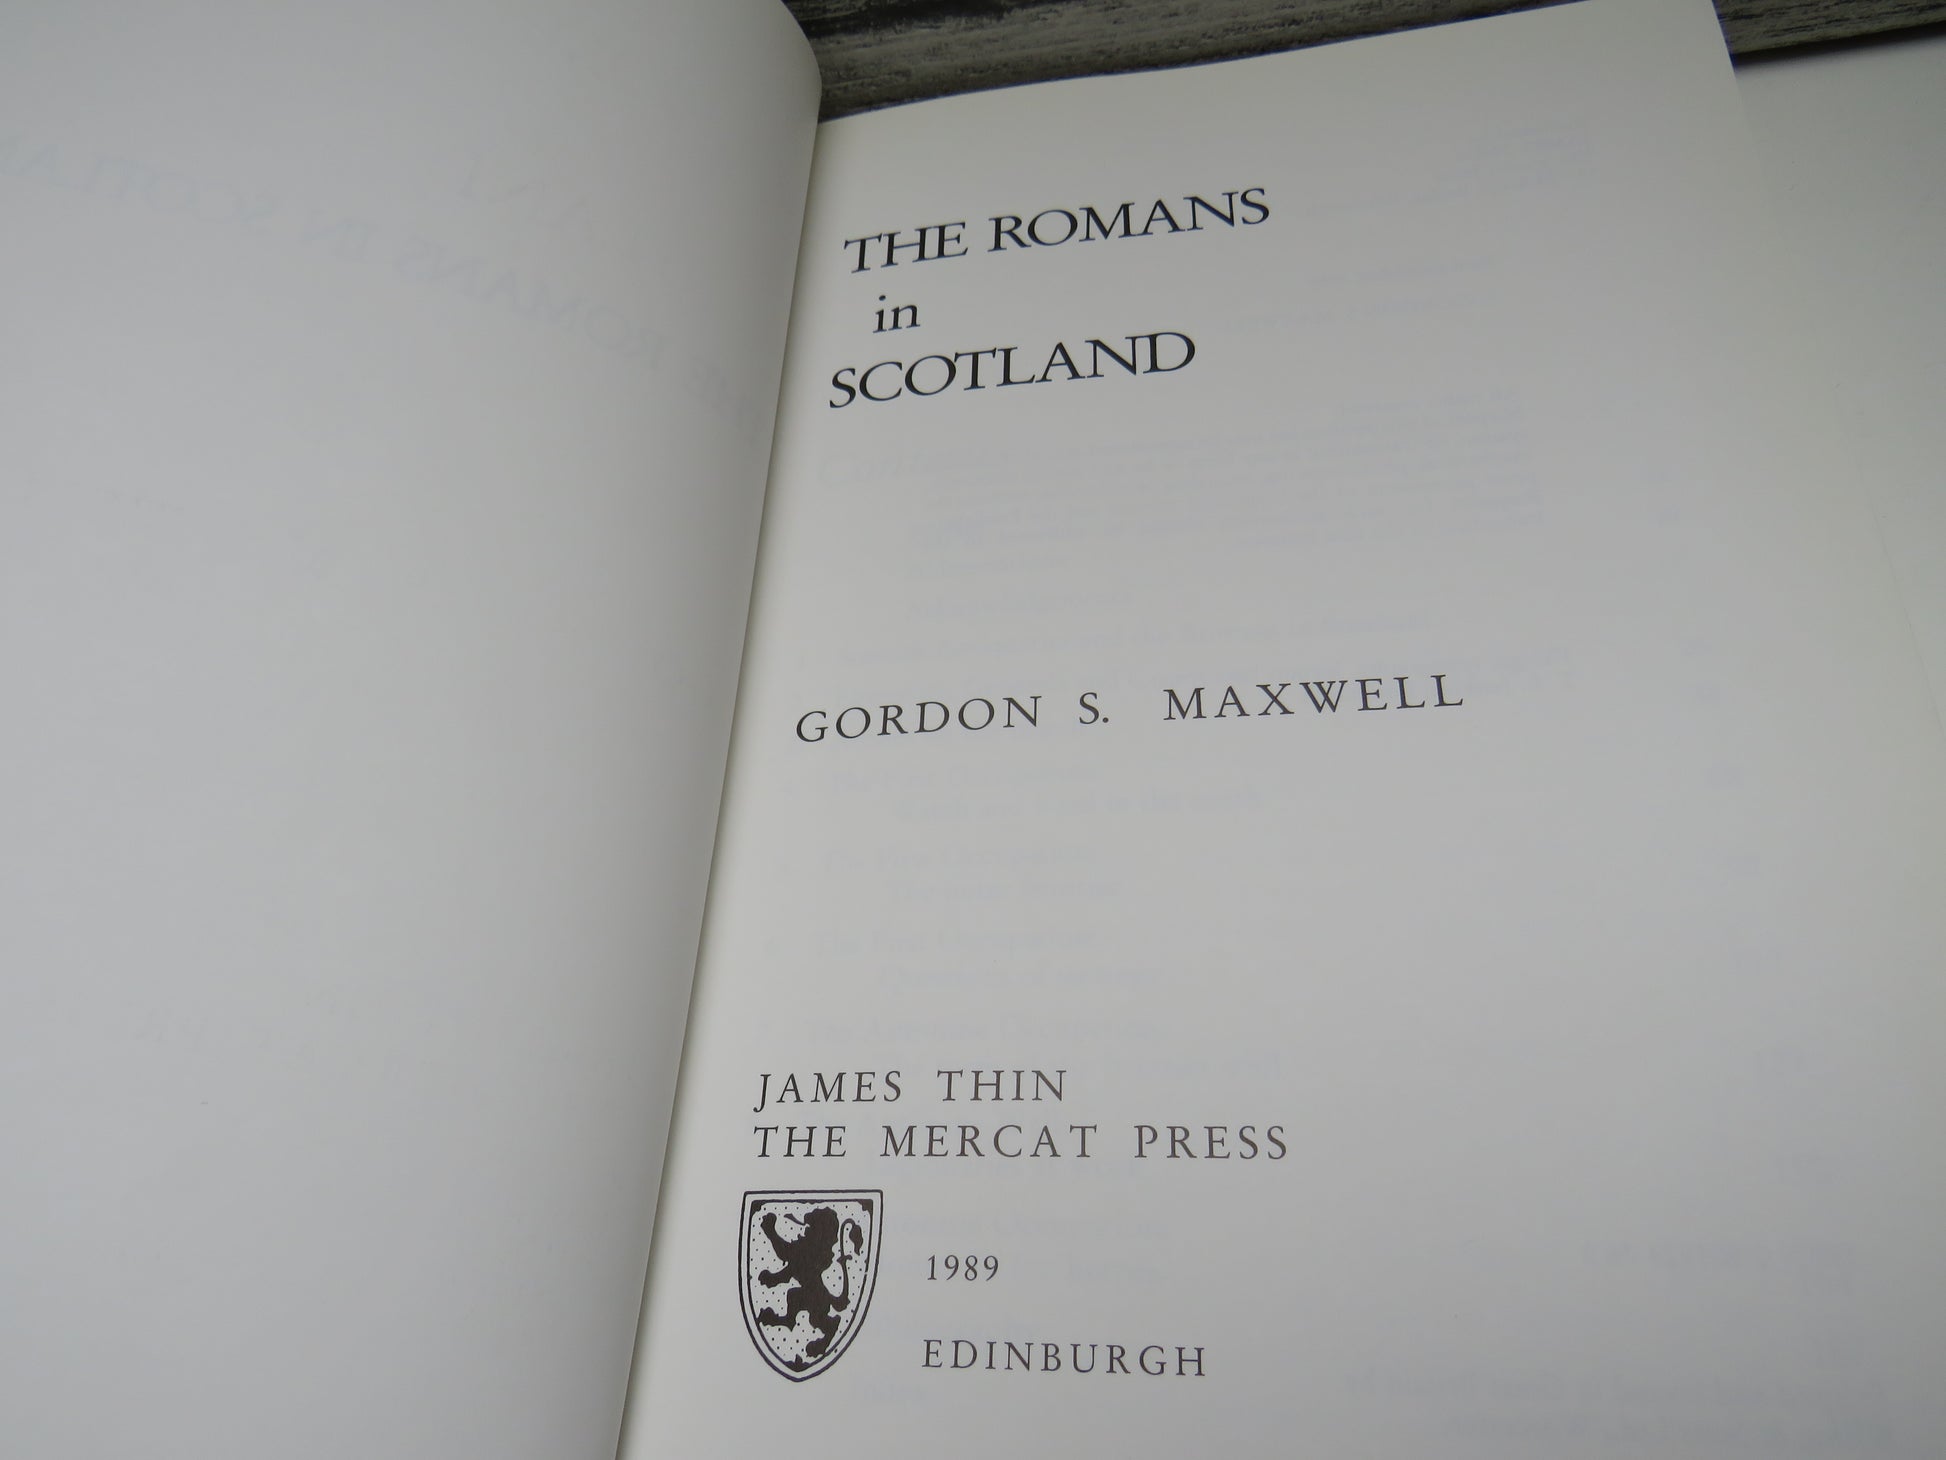 THE ROMANS
in
SCOTLAND
GORDON S. MAXWELL
JAMES THIN
THE MERCAT PRESS
1989
EDINBURGH